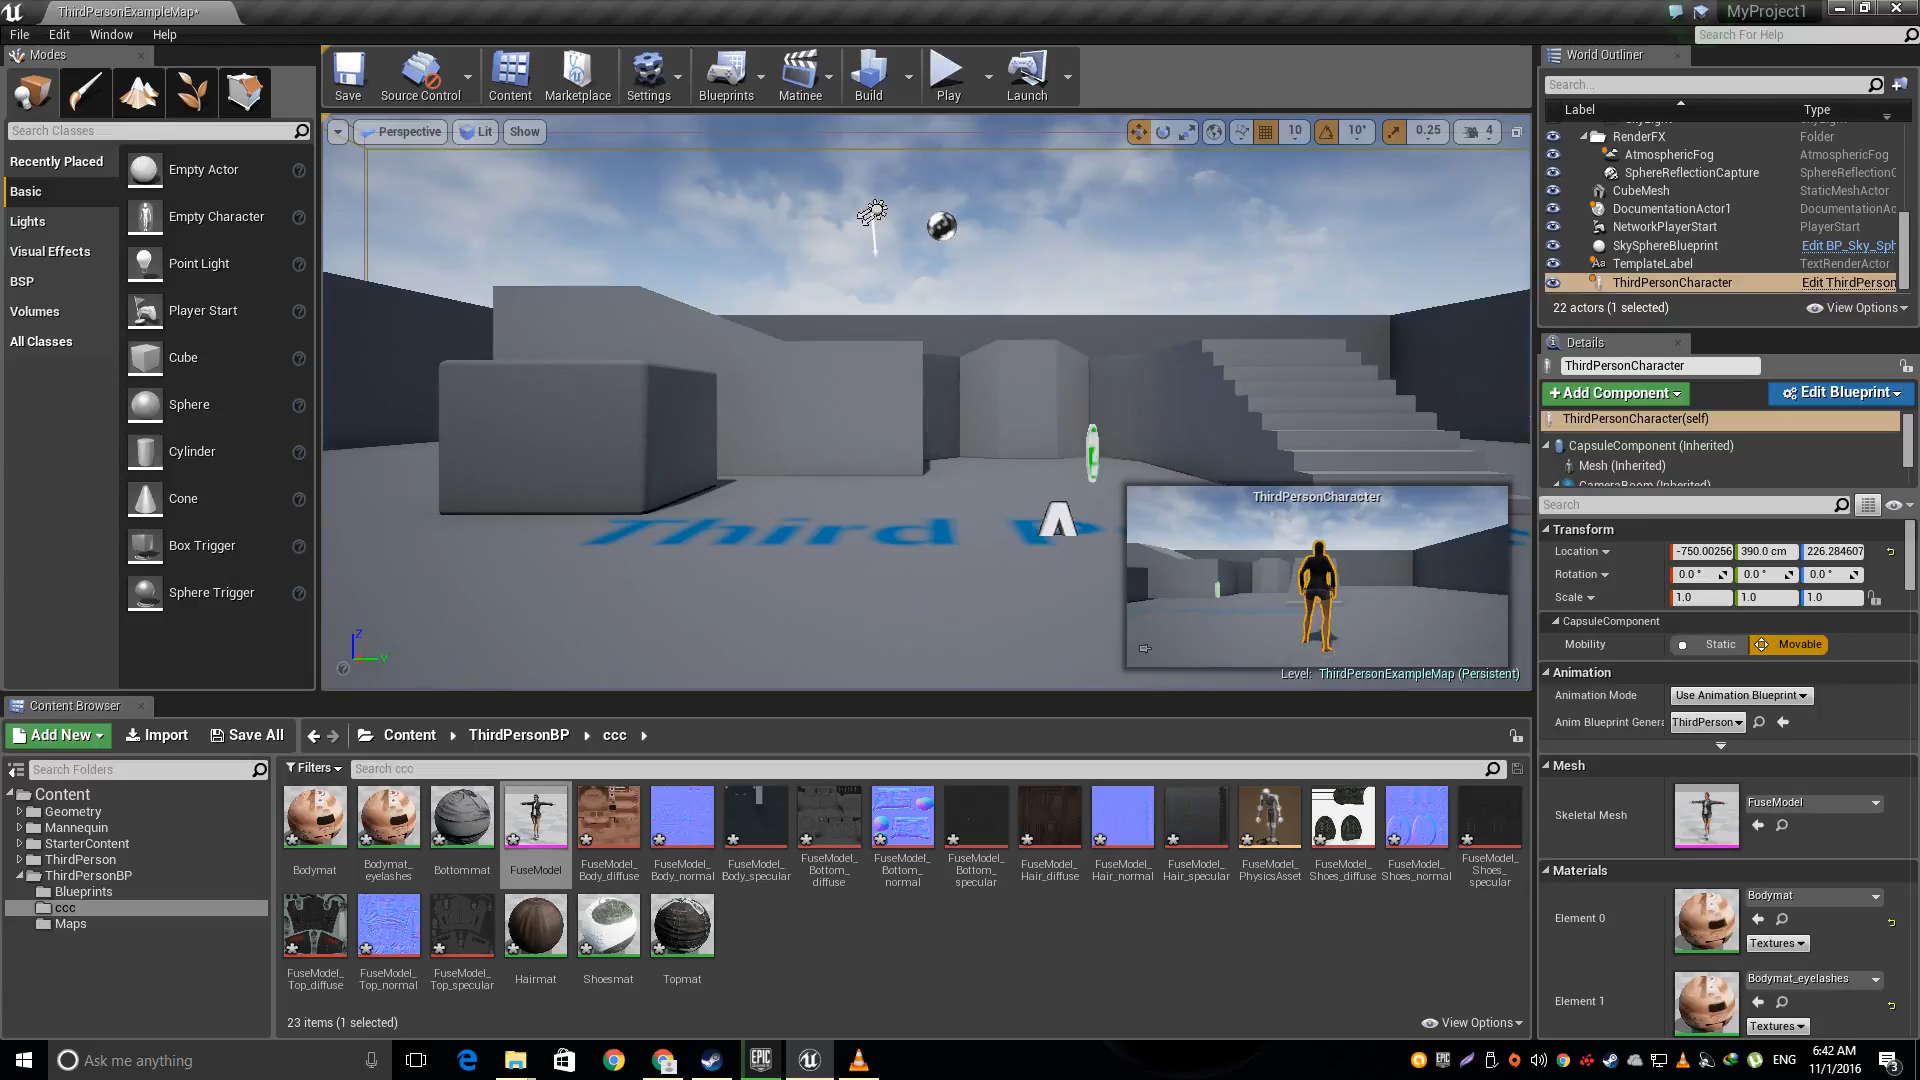 ThirdPersonExampleMap*
MyProject1
File Edit Window Help
Search For Help
Modes
Search Classes
Recently Placed
Basic
Lights
Visual Effects
BSP
Volumes
All Classes
Empty Actor
Empty Character
Point Light
Player Start
Cube
Sphere
Cylinder
Cone
Box Trigger
Sphere Trigger
Save
Source Control
Content
Marketplace
Settings
Blueprints
Matinee
Build
Play
Launch
Perspective
Lit
Show
10
10°
0.25
4
Third P
ThirdPersonCharacter
Level: ThirdPersonExampleMap (Persistent)
Z
Y
World Outliner
Search...
Label Type
RenderFX Folder
AtmosphericFog AtmosphericFog
SphereReflectionCapture SphereReflectionC
CubeMesh StaticMeshActor
DocumentationActor1 DocumentationAc
NetworkPlayerStart PlayerStart
SkySphereBlueprint Edit BP_Sky_Sph
TemplateLabel TextRenderActor
ThirdPersonCharacter Edit ThirdPerson
22 actors (1 selected)
View Options
Details
ThirdPersonCharacter
+Add Component
Edit Blueprint
ThirdPersonCharacter(self)
CapsuleComponent (Inherited)
Mesh (Inherited)
CameraBoom (Inherited)
Search
Transform
Location -750.00256 390.0 cm 226.284607
Rotation 0.0 ° 0.0 ° 0.0 °
Scale 1.0 1.0 1.0
CapsuleComponent
Mobility Static Movable
Animation
Animation Mode Use Animation Blueprint
Anim Blueprint Genera ThirdPerson
Mesh
Skeletal Mesh FuseModel
Materials
Element 0 Bodymat
Textures
Element 1 Bodymat_eyelashes
Textures
Content Browser
Add New Import Save All
Content ThirdPersonBP ccc
Search Folders
Content
Geometry
Mannequin
StarterContent
ThirdPerson
ThirdPersonBP
Blueprints
ccc
Maps
Filters Search ccc
Bodymat
Bodymat_
eyelashes
Bottommat
FuseModel
FuseModel_
Body_diffuse
FuseModel_
Body_normal
FuseModel_
Body_specular
FuseModel_
Bottom_
diffuse
FuseModel_
Bottom_
normal
FuseModel_
Bottom_
specular
FuseModel_
Hair_diffuse
FuseModel_
Hair_normal
FuseModel_
Hair_specular
FuseModel_
PhysicsAsset
FuseModel_
Shoes_diffuse
FuseModel_
Shoes_normal
FuseModel_
Shoes_
specular
FuseModel_
Top_diffuse
FuseModel_
Top_normal
FuseModel_
Top_specular
Hairmat
Shoesmat
Topmat
23 items (1 selected)
View Options
Ask me anything
EPIC
GAMES
ENG
6:42 AM
11/1/2016
3